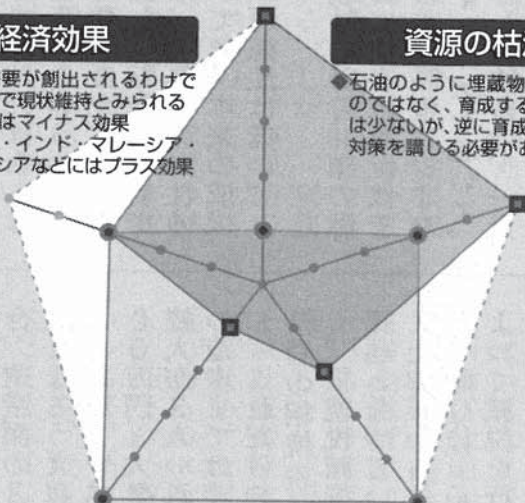 経済効果
要が創出されるわけで
で現状維持とみられる
はマイナス効果
・インド・マレーシア・
シアなどにはプラス効果
資源の枯
◆石油のように埋蔵物
のではなく、育成する
は少ないが、逆に育成
対策を講じる必要があ